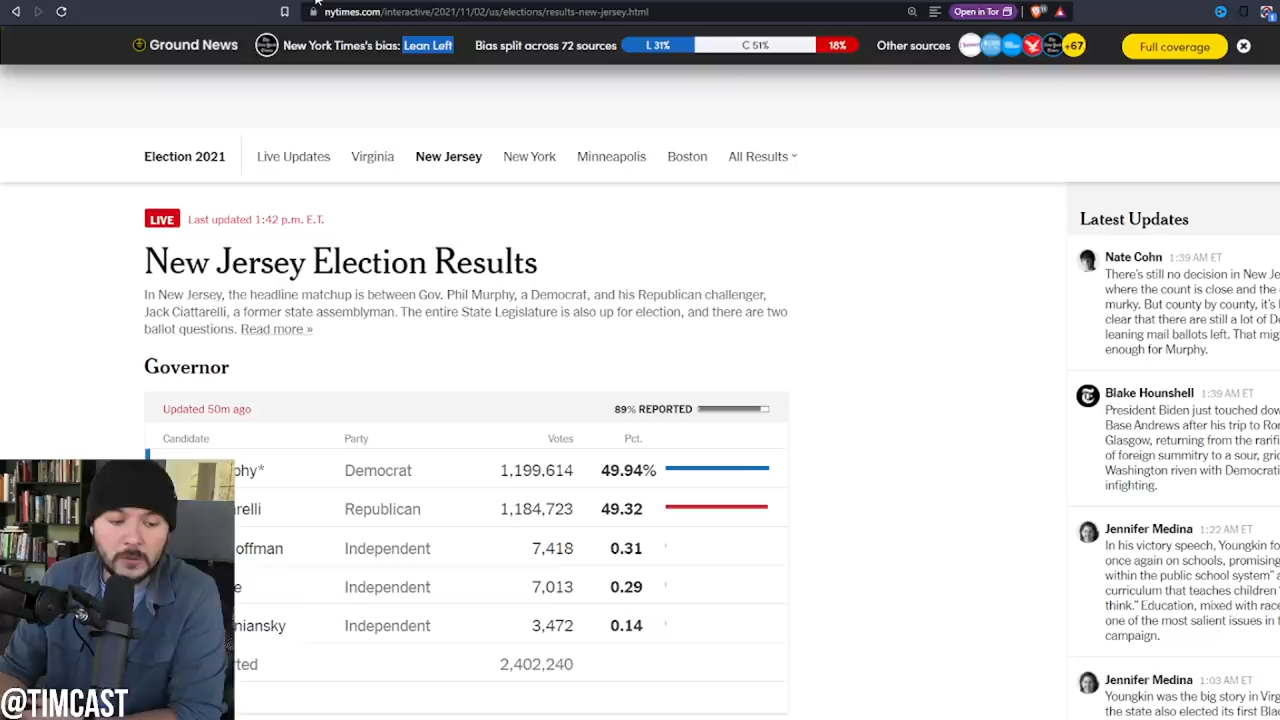 nytimes.com/interactive/2021/11/02/us/elections/results-new-jersey.html
Open in Tor
Ground News
New York Times's bias: Lean Left
Bias split across 72 sources
L 31%
C 51%
18%
Other sources
+67
Full coverage
Election 2021
Live Updates
Virginia
New Jersey
New York
Minneapolis
Boston
All Results
LIVE
Last updated 1:42 p.m. E.T.
New Jersey Election Results
In New Jersey, the headline matchup is between Gov. Phil Murphy, a Democrat, and his Republican challenger,
Jack Ciattarelli, a former state assemblyman. The entire State Legislature is also up for election, and there are two
ballot questions. Read more »
Governor
Updated 50m ago
89% REPORTED
Candidate Party Votes Pct.
phy* Democrat 1,199,614 49.94%
relli Republican 1,184,723 49.32
offman Independent 7,418 0.31
e Independent 7,013 0.29
niansky Independent 3,472 0.14
rted 2,402,240
@TIMCAST
Latest Updates
Nate Cohn 1:39 AM ET
There's still no decision in New Je
where the count is close and the
murky. But county by county, it's
clear that there are still a lot of De
leaning mail ballots left. That mig
enough for Murphy.
Blake Hounshell 1:39 AM ET
President Biden just touched dow
Base Andrews after his trip to Ro
Glasgow, returning from the rarifi
of foreign summitry to a sour, grid
Washington riven with Democrati
infighting.
Jennifer Medina 1:22 AM ET
In his victory speech, Youngkin fo
once again on schools, promising
within the public school system" a
curriculum that teaches children "
think." Education, mixed with race
one of the most salient issues in t
campaign.
Jennifer Medina 1:03 AM ET
Youngkin was the big story in Virg
the state also elected its first Blac